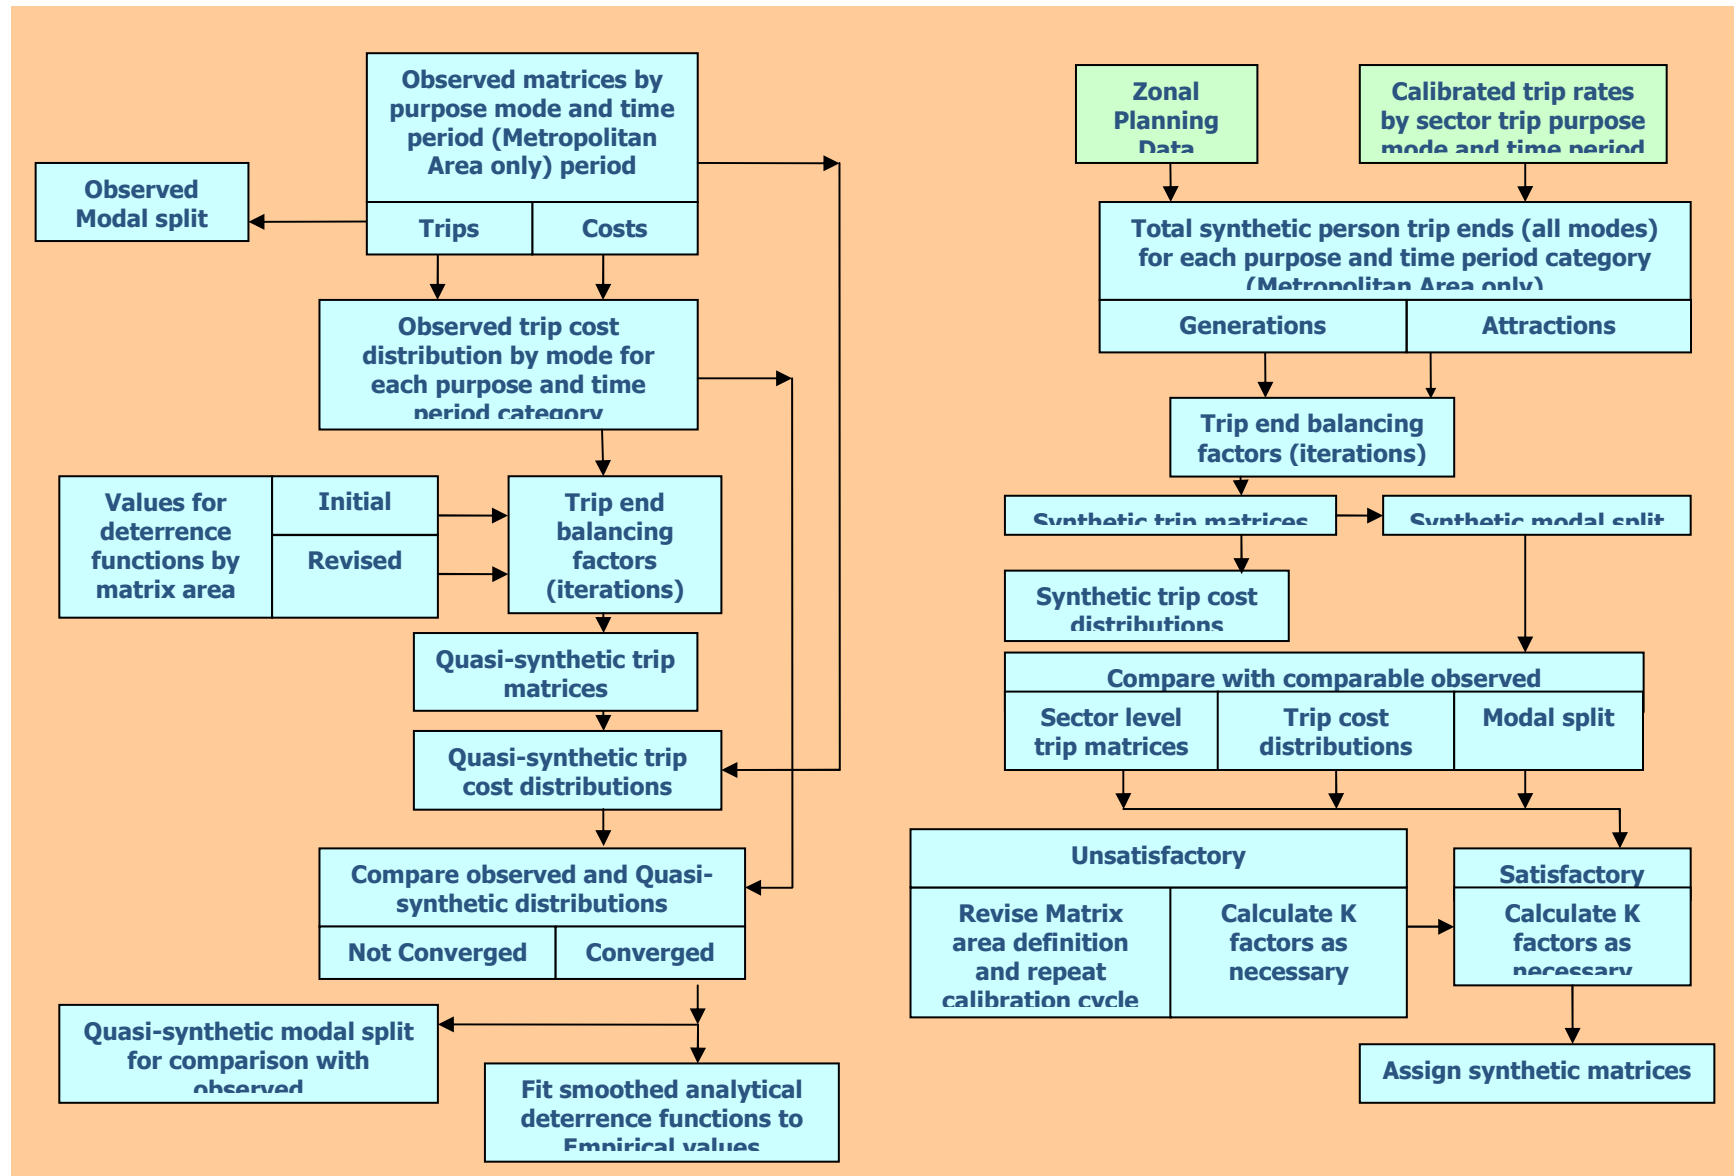 Observed matrices by
purpose mode and time
period (Metropolitan
Area only) period
Trips
Costs
Observed
Modal split
Observed trip cost
distribution by mode for
each purpose and time
period category
Values for
deterrence
functions by
matrix area
Initial
Revised
Trip end
balancing
factors
(iterations)
Quasi-synthetic trip
matrices
Quasi-synthetic trip
cost distributions
Compare observed and Quasi-
synthetic distributions
Not Converged
Converged
Quasi-synthetic modal split
for comparison with
observed
Fit smoothed analytical
deterrence functions to
Empirical values
Zonal
Planning
Data
Calibrated trip rates
by sector trip purpose
mode and time period
Total synthetic person trip ends (all modes)
for each purpose and time period category
(Metropolitan Area only)
Generations
Attractions
Trip end balancing
factors (iterations)
Synthetic trip matrices
Synthetic modal split
Synthetic trip cost
distributions
Compare with comparable observed
Sector level
trip matrices
Trip cost
distributions
Modal split
Unsatisfactory
Revise Matrix
area definition
and repeat
calibration cycle
Calculate K
factors as
necessary
Satisfactory
Calculate K
factors as
necessary
Assign synthetic matrices